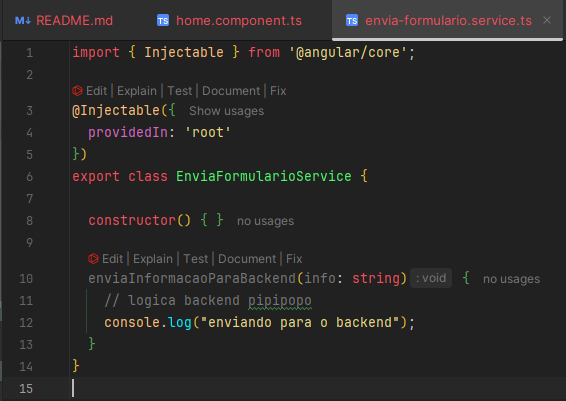 M↓ README.md TS home.component.ts TS envia-formulario.service.ts ×
1 import { Injectable } from '@angular/core';
2
Edit | Explain | Test | Document | Fix
3 @Injectable({ Show usages
4 providedIn: 'root'
5 })
6 export class EnviaFormularioService {
7
8 constructor() { } no usages
9
Edit | Explain | Test | Document | Fix
10 enviaInformacaoParaBackend(info: string) :void { no usages
11 // logica backend pipipopo
12 console.log("enviando para o backend");
13 }
14 }
15